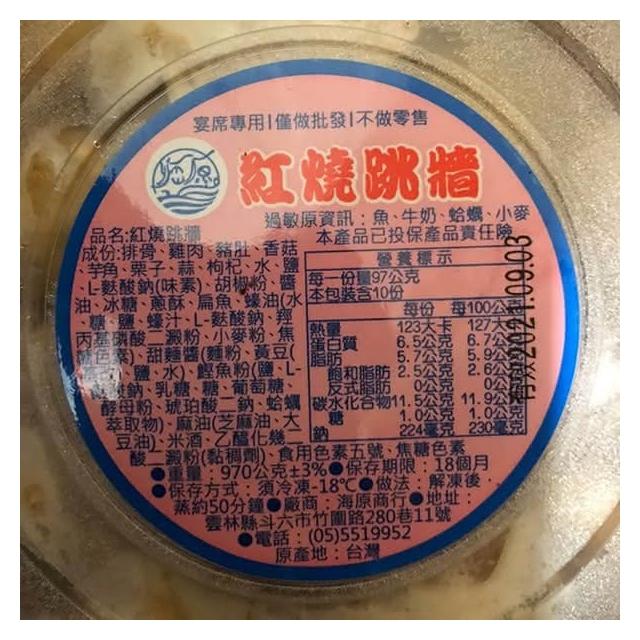 宴席專用|僅做批發|不做零售
海原
紅燒跳牆
過敏原資訊：魚、牛奶、蛤蠣、小麥
本產品已投保產品責任險
品名:紅燒跳牆
成份:排骨、雞肉、豬肚、香菇
、芋角、栗子、蒜、枸杞、水、鹽
、L-麩酸鈉(味素)、胡椒粉、醬
油、冰糖、蔥酥、扁魚、蠔油(水
、糖、鹽、蠔汁、L-麩酸鈉、羥
丙基磷酸二澱粉、小麥粉、焦
糖色素)、甜麵醬(麵粉、黃豆(
鹽、水)、鰹魚粉(鹽、L-
鈉、乳糖、糖、葡萄糖、
酵母粉、琥珀酸二鈉、蛤蠣
萃取物)、麻油(芝麻油、大
豆油)、米酒、乙醯化己二
酸二澱粉(黏稠劑)、食用色素五號、焦糖色素
營養標示
每一份量97公克
本包裝含10份
每份 每100公克
熱量 123大卡 127大
蛋白質 6.5公克 6.7公
脂肪 5.7公克 5.9公
飽和脂肪 2.5公克 2.6公
反式脂肪 0公克 0公
碳水化合物 11.5公克 11.9公
糖 1.0公克 1.0公克
鈉 224毫克 230毫克
有效2021.09.03
●重量：970公克±3%●保存期限：18個月
●保存方式：須冷凍-18℃●做法：解凍後
蒸約50分鐘●廠商：海原商行●地址：
雲林縣斗六市竹圍路280巷11號
●電話：(05)5519952
原產地：台灣